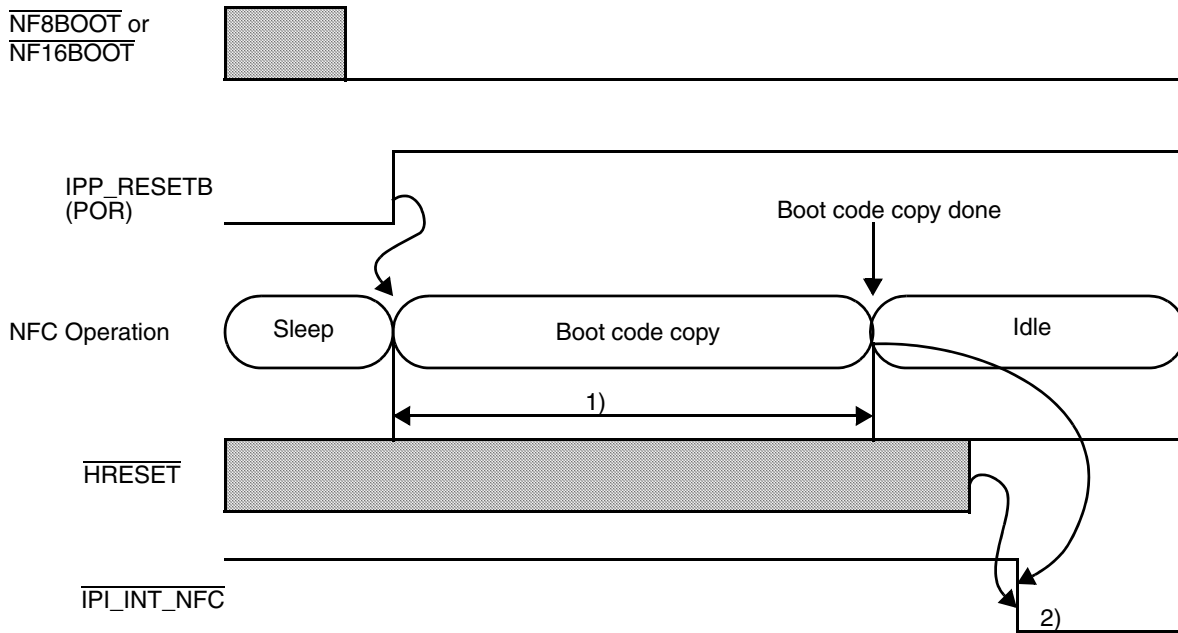 NF8BOOT or
NF16BOOT
IPP_RESETB
(POR)
Boot code copy done
NFC Operation
Sleep
Boot code copy
Idle
1)
HRESET
IPI_INT_NFC
2)